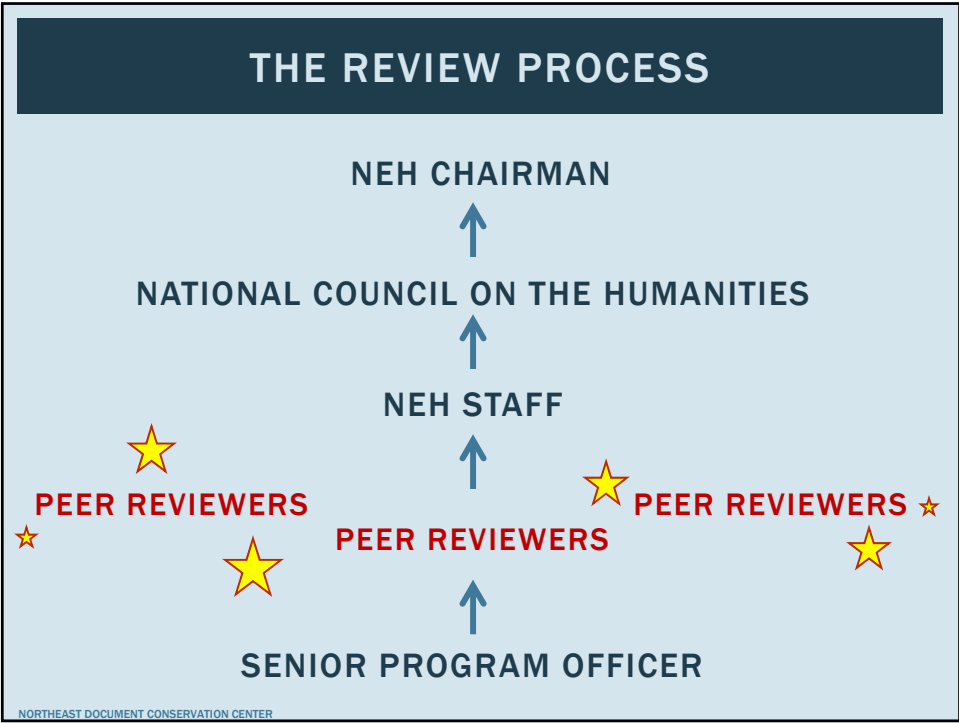 THE REVIEW PROCESS
NEH CHAIRMAN
NATIONAL COUNCIL ON THE HUMANITIES
NEH STAFF
PEER REVIEWERS
PEER REVIEWERS
PEER REVIEWERS
SENIOR PROGRAM OFFICER
NORTHEAST DOCUMENT CONSERVATION CENTER